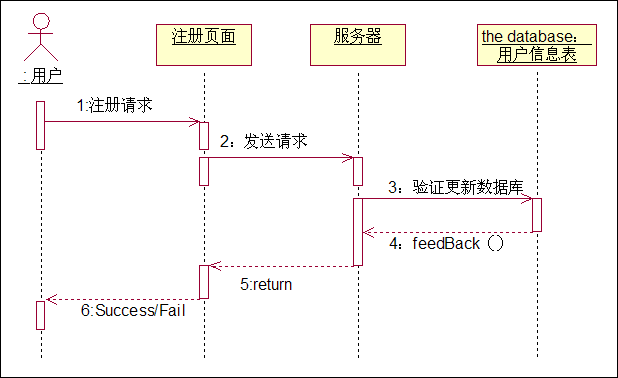 注册页面
服务器
the database:
用户信息表
: 用户
1:注册请求
2：发送请求
3：验证更新数据库
4：feedBack（）
5:return
6:Success/Fail